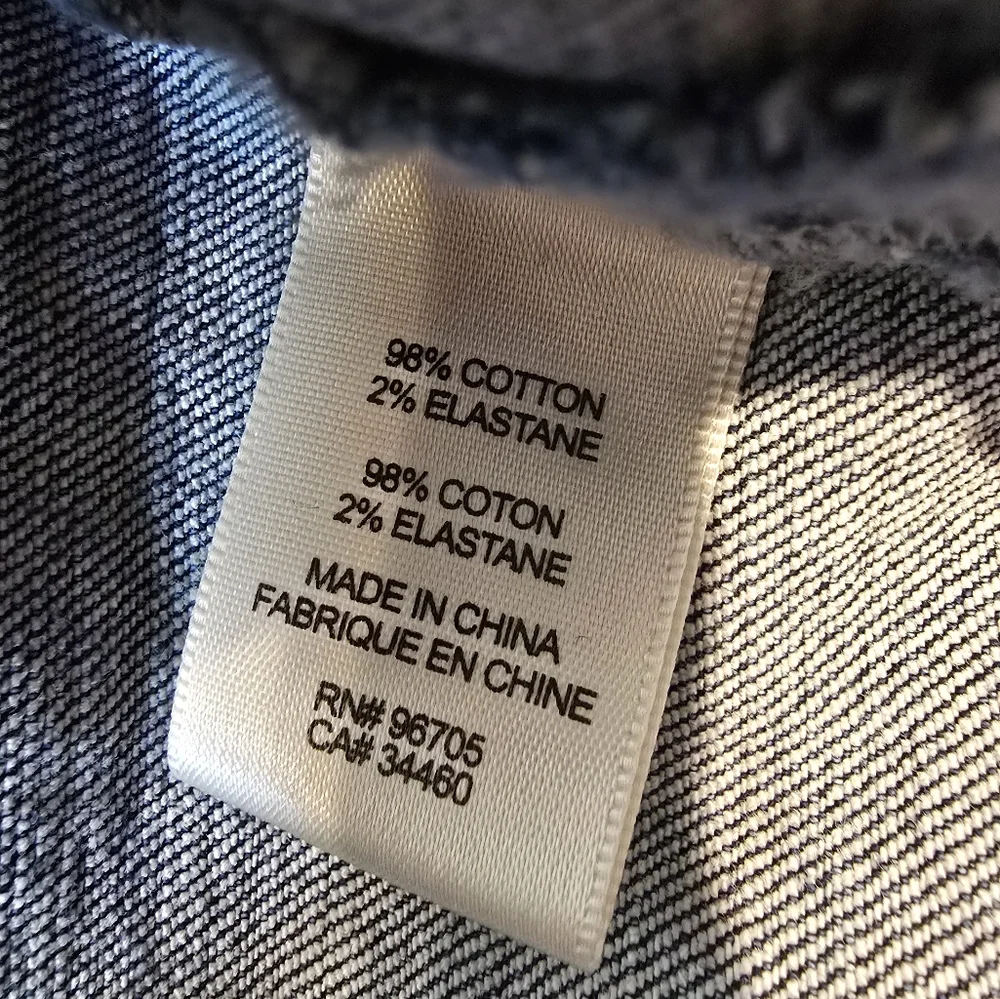 98% COTTON
2% ELASTANE
98% COTON
2% ELASTANE
MADE IN CHINA
FABRIQUE EN CHINE
RN# 96705
CA# 34460